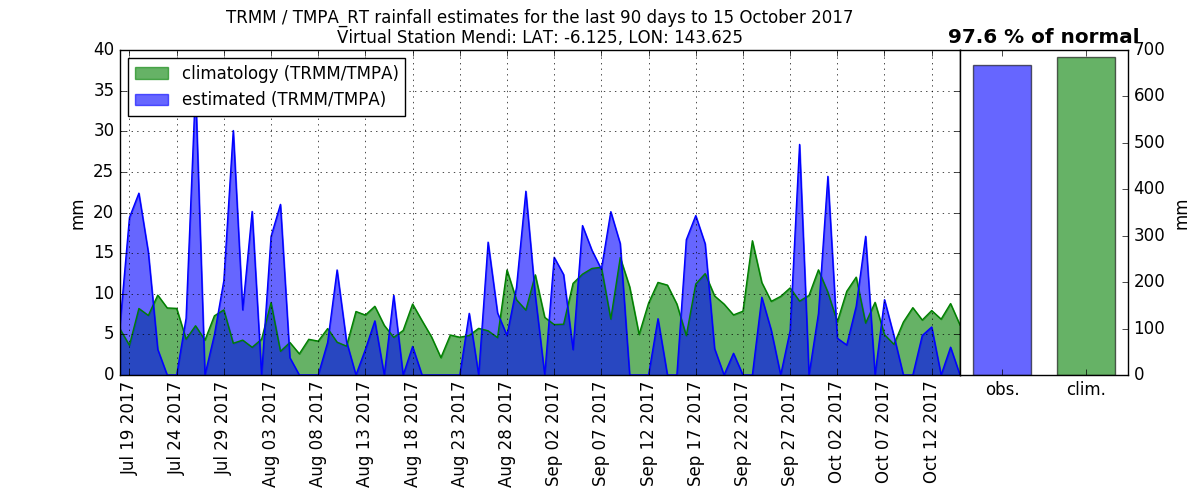 TRMM / TMPA_RT rainfall estimates for the last 90 days to 15 October 2017
Virtual Station Mendi: LAT: -6.125, LON: 143.625
97.6 % of normal
climatology (TRMM/TMPA)
estimated (TRMM/TMPA)
40
35
30
25
20
15
10
5
0
mm
Jul 19 2017
Jul 24 2017
Jul 29 2017
Aug 03 2017
Aug 08 2017
Aug 13 2017
Aug 18 2017
Aug 23 2017
Aug 28 2017
Sep 02 2017
Sep 07 2017
Sep 12 2017
Sep 17 2017
Sep 22 2017
Sep 27 2017
Oct 02 2017
Oct 07 2017
Oct 12 2017
obs.
clim.
700
600
500
400
300
200
100
0
mm